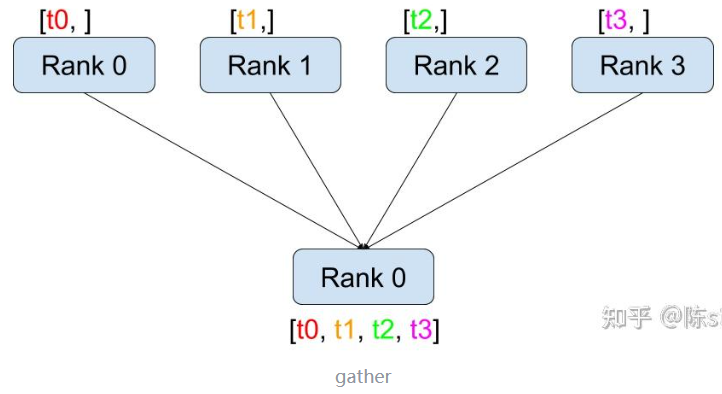 [t0, ] [t1,] [t2,] [t3, ]
Rank 0 Rank 1 Rank 2 Rank 3
Rank 0
知乎 @陈s
[t0, t1, t2, t3]
gather